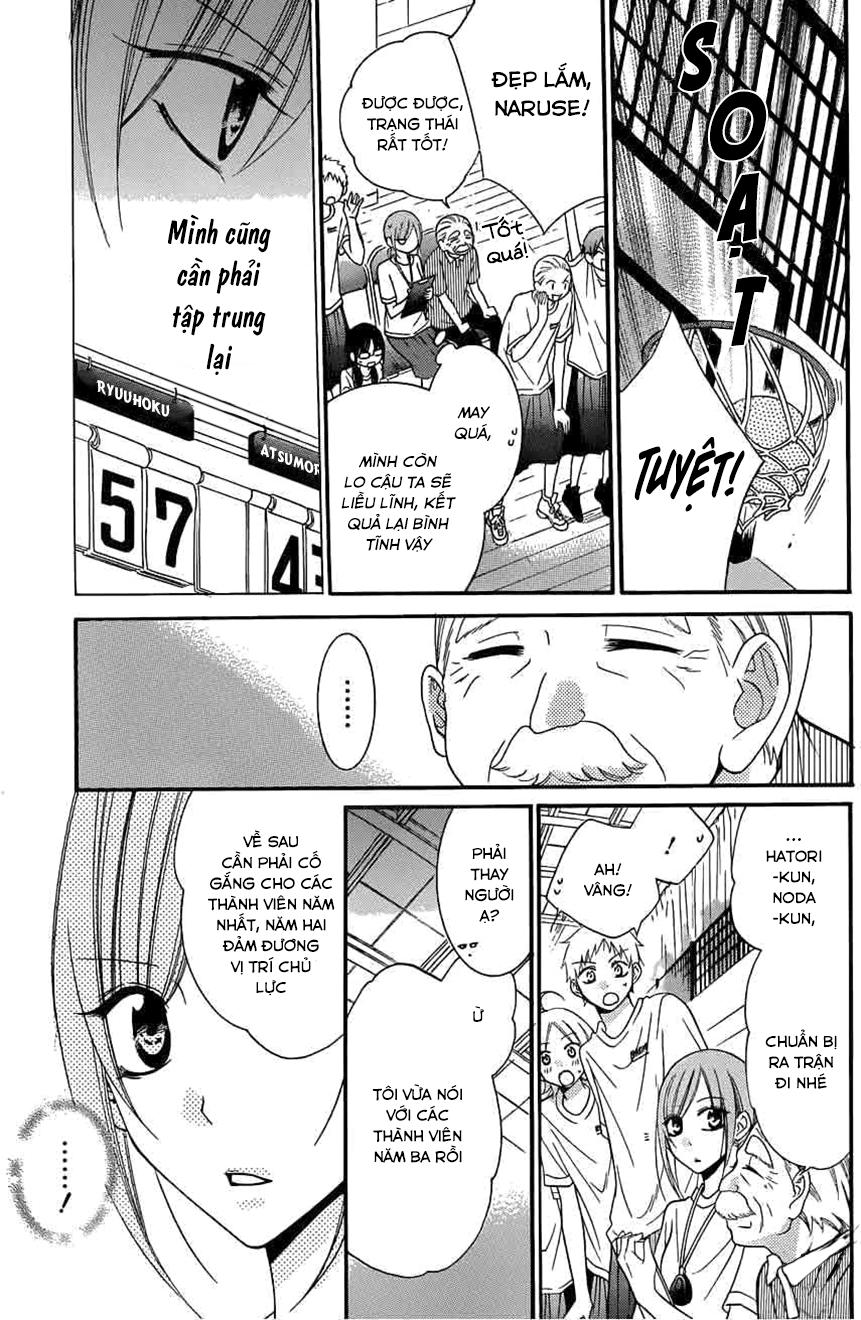 SOẠT
TUYỆT!
ĐẸP LẮM,
NARUSE!
ĐƯỢC ĐƯỢC,
TRẠNG THÁI
RẤT TỐT!
Tốt
quá!
MAY
QUÁ,
MÌNH CÒN
LO CẬU TA SẼ
LIỀU LĨNH, KẾT
QUẢ LẠI BÌNH
TĨNH VẬY
Mình cũng
cần phải
tập trung
lại
RYUUHOKU
ATSUMOR
57
......
...
HATORI
-KUN,
NODA
-KUN,
CHUẨN BỊ
RA TRẬN
ĐI NHÉ
!
AH!
VÂNG!
PHẢI
THAY
NGƯỜI
Ạ?
Ừ
TÔI VỪA NÓI
VỚI CÁC
THÀNH VIÊN
NĂM BA RỒI
VỀ SAU
CẦN PHẢI CỐ
GẮNG CHO CÁC
THÀNH VIÊN NĂM
NHẤT, NĂM HAI
ĐẢM ĐƯƠNG
VỊ TRÍ CHỦ
LỰC
......!